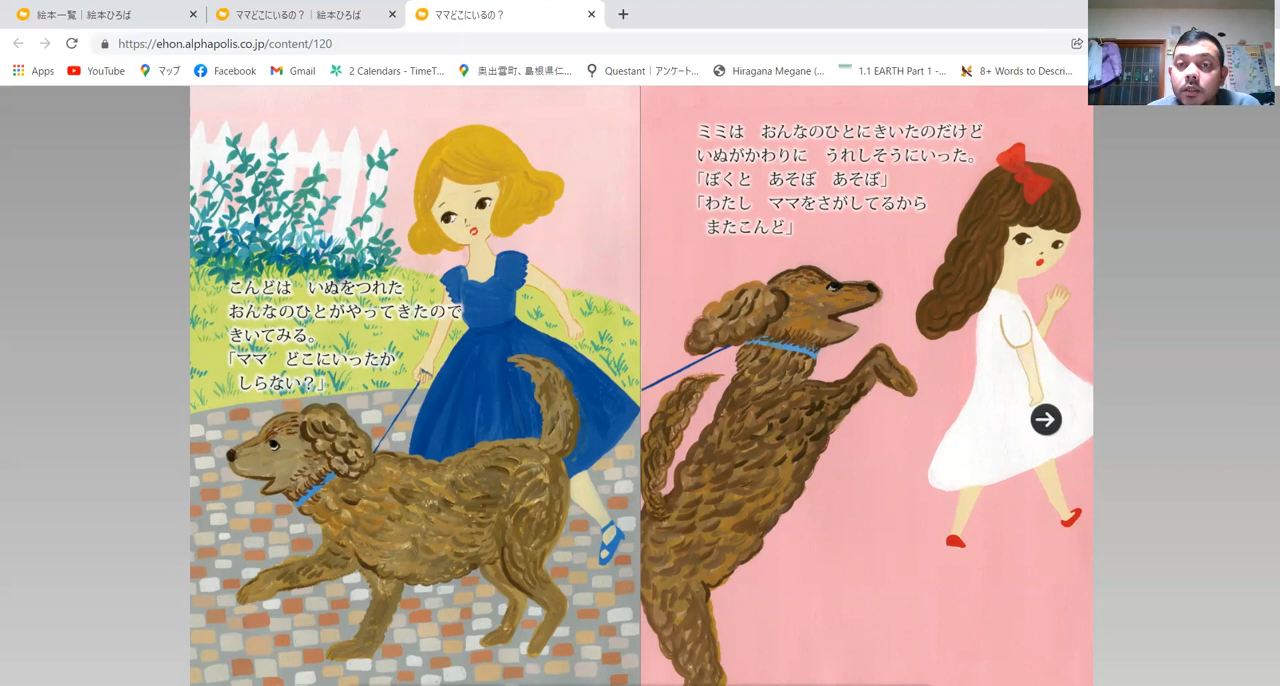 絵本一覧｜絵本ひろば
ママどこにいるの？｜絵本ひろば
ママどこにいるの？
https://ehon.alphapolis.co.jp/content/120
Apps
YouTube
マップ
Facebook
Gmail
2 Calendars - TimeT...
奥出雲町、島根県仁...
Questant｜アンケート...
Hiragana Megane (...
1.1 EARTH Part 1 -...
8+ Words to Descri...
こんどは　いぬをつれた
おんなのひとがやってきたので
きいてみる。
「ママ　どこにいったか
しらない？」
ミミは　おんなのひとにきいたのだけど
いぬがかわりに　うれしそうにいった。
「ぼくと　あそぼ　あそぼ」
「わたし　ママをさがしてるから
またこんど」